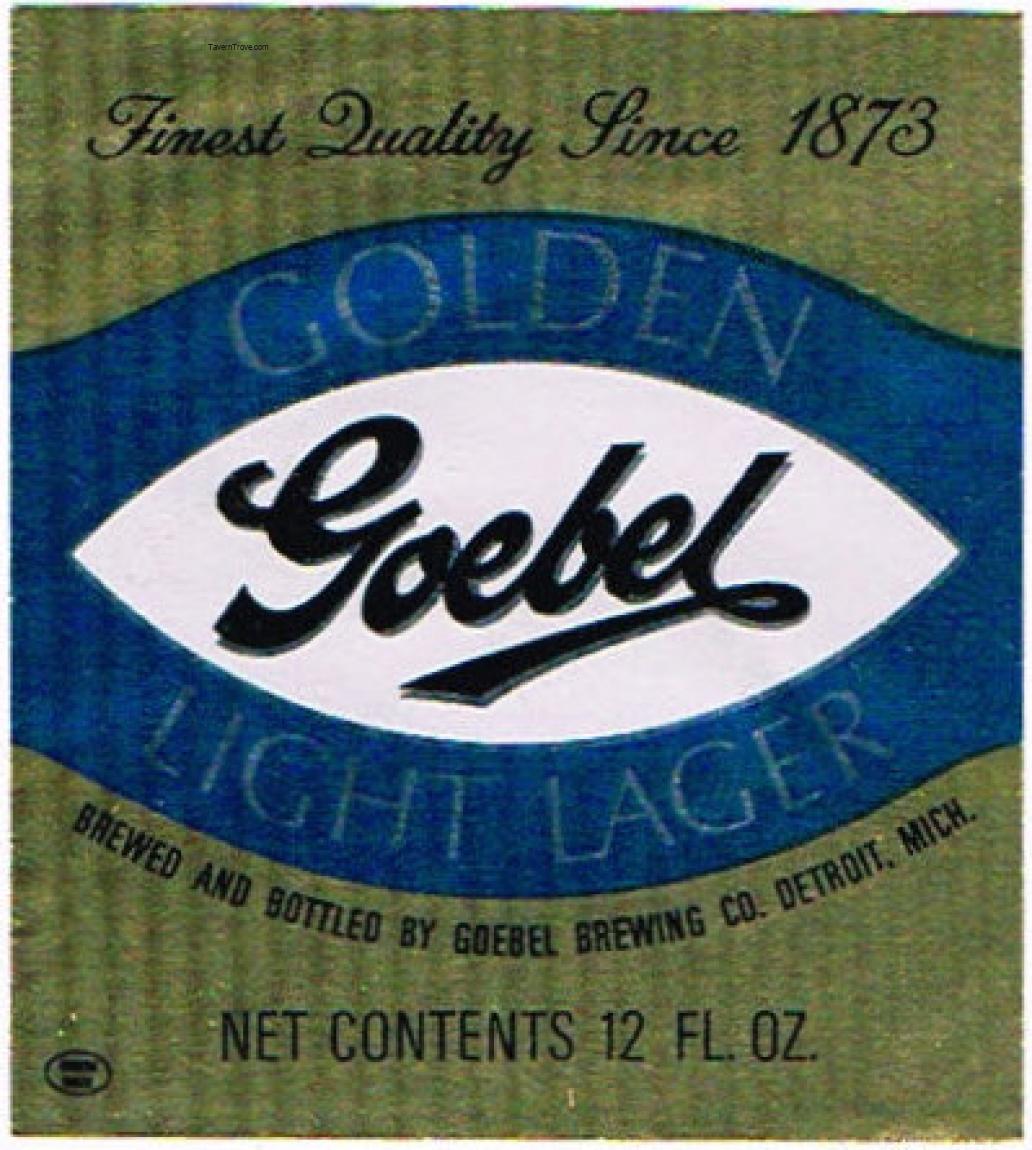 TavernTrove.com
Finest Quality Since 1873
GOLDEN
Goebel
LIGHT LAGER
BREWED AND BOTTLED BY GOEBEL BREWING CO. DETROIT, MICH.
NET CONTENTS 12 FL. OZ.